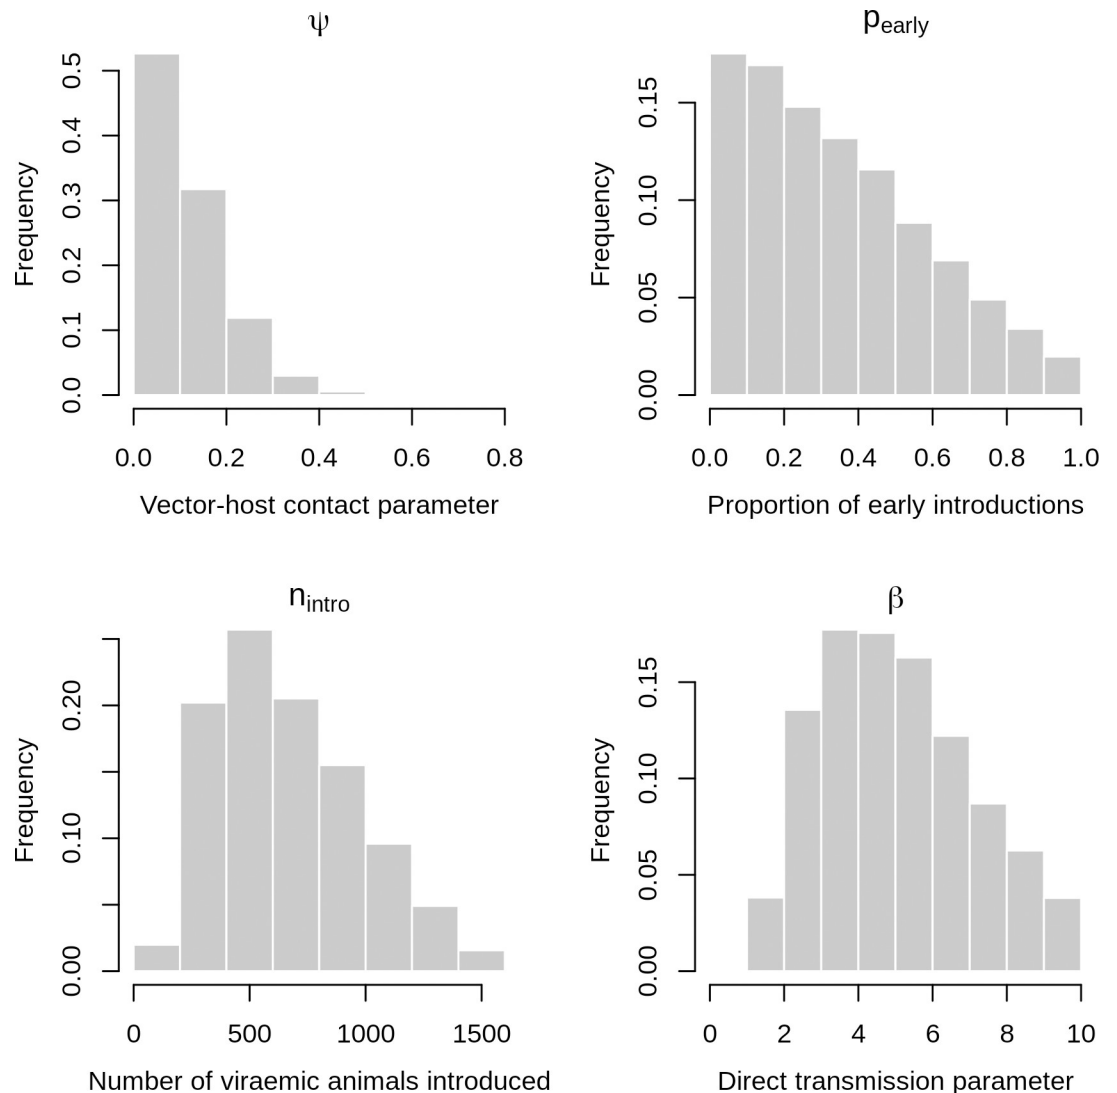 ψ
Frequency
0.0 0.1 0.2 0.3 0.4 0.5
0.0 0.2 0.4 0.6 0.8
Vector-host contact parameter
p_early
Frequency
0.00 0.05 0.10 0.15
0.0 0.2 0.4 0.6 0.8 1.0
Proportion of early introductions
n_intro
Frequency
0.00 0.10 0.20
0 500 1000 1500
Number of viraemic animals introduced
β
Frequency
0.00 0.05 0.10 0.15
0 2 4 6 8 10
Direct transmission parameter